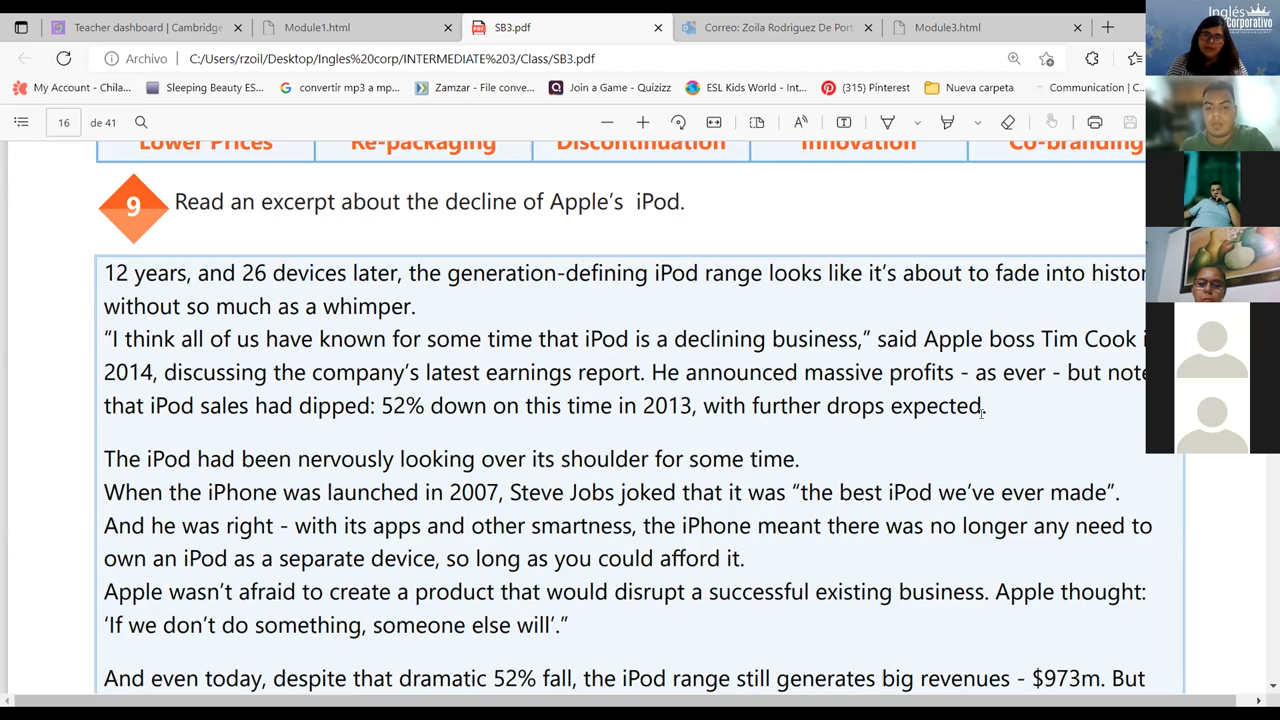 Teacher dashboard | Cambridge
Module1.html
SB3.pdf
Correo: Zoila Rodriguez De Port
Module3.html
Inglés
Corporativo
Archivo
C:/Users/rzoil/Desktop/Ingles%20corp/INTERMEDIATE%203/Class/SB3.pdf
My Account - Chila...
Sleeping Beauty ES...
convertir mp3 a mp...
Zamzar - File conve...
Join a Game - Quizizz
ESL Kids World - Int...
(315) Pinterest
Nueva carpeta
Communication | C...
16 de 41
Lower Prices Re-packaging Discontinuation Innovation Co-branding
9 Read an excerpt about the decline of Apple's iPod.
12 years, and 26 devices later, the generation-defining iPod range looks like it's about to fade into histor
without so much as a whimper.
“I think all of us have known for some time that iPod is a declining business,” said Apple boss Tim Cook i
2014, discussing the company's latest earnings report. He announced massive profits - as ever - but note
that iPod sales had dipped: 52% down on this time in 2013, with further drops expected.
The iPod had been nervously looking over its shoulder for some time.
When the iPhone was launched in 2007, Steve Jobs joked that it was “the best iPod we've ever made”.
And he was right - with its apps and other smartness, the iPhone meant there was no longer any need to
own an iPod as a separate device, so long as you could afford it.
Apple wasn't afraid to create a product that would disrupt a successful existing business. Apple thought:
‘If we don't do something, someone else will’.”
And even today, despite that dramatic 52% fall, the iPod range still generates big revenues - $973m. But